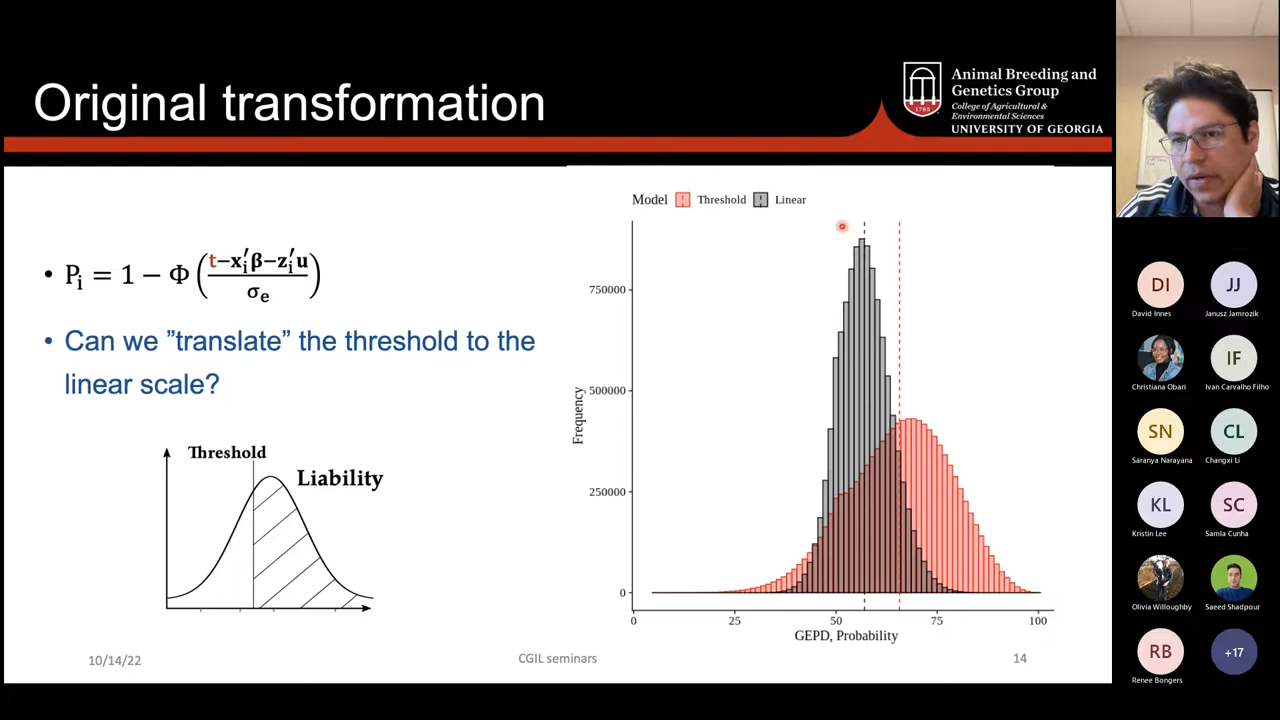 Original transformation
Animal Breeding and
Genetics Group
College of Agricultural &
Environmental Sciences
UNIVERSITY OF GEORGIA
1785
• Pᵢ = 1 − Φ (t−xᵢ′β−zᵢ′u / σₑ)
• Can we ”translate” the threshold to the
linear scale?
Threshold
Liability
Model Threshold Linear
Frequency
750000
500000
250000
0
0 25 50 75 100
GEPD, Probability
10/14/22 CGIL seminars 14
DI JJ
David Innes Janusz Jamrozik
IF
Christiana Obari Ivan Carvalho Filho
SN CL
Saranya Narayana Changxi Li
KL SC
Kristin Lee Samla Cunha
Olivia Willoughby Saeed Shadpour
RB +17
Renee Bongers